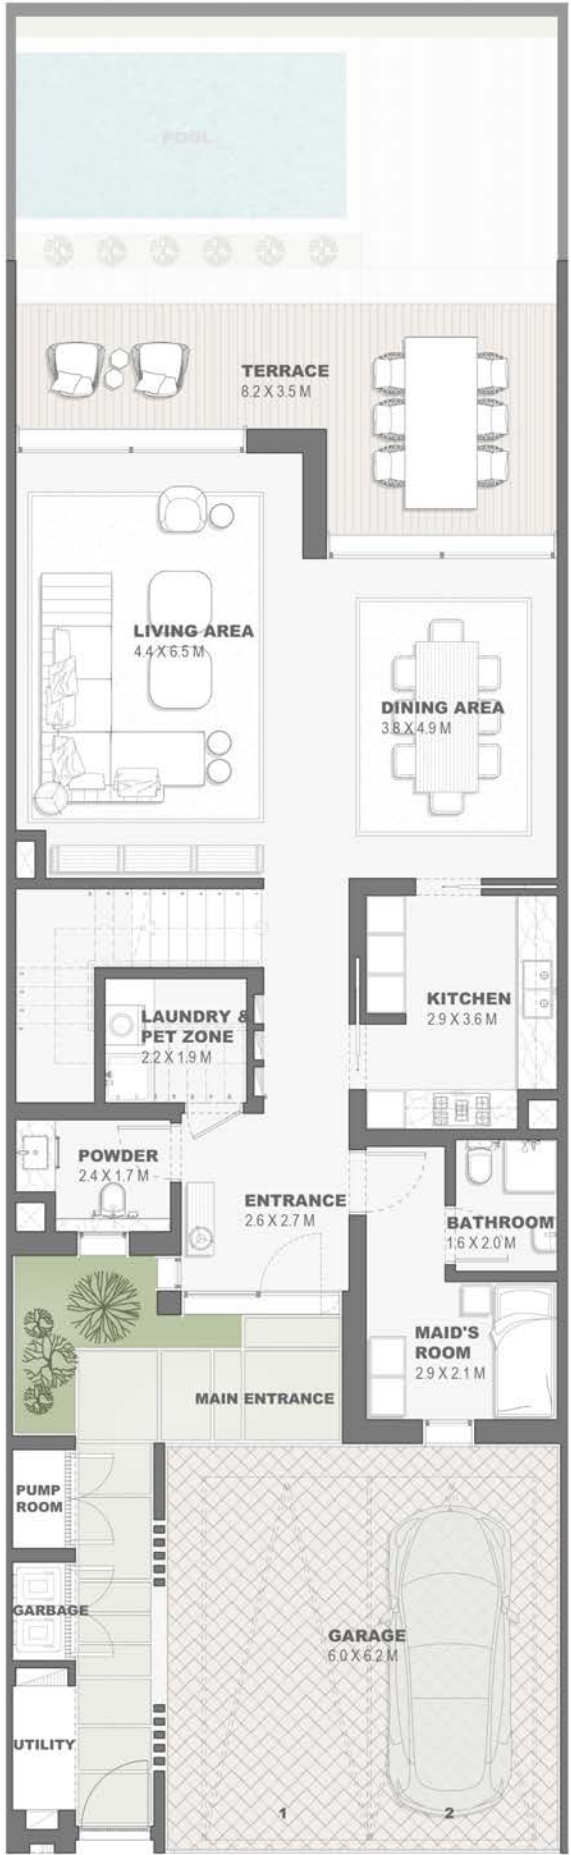 POOL
TERRACE
8.2 X 3.5 M
LIVING AREA
4.4 X 6.5 M
DINING AREA
3.8 X 4.9 M
KITCHEN
2.9 X 3.6 M
LAUNDRY &
PET ZONE
2.2 X 1.9 M
POWDER
2.4 X 1.7 M
ENTRANCE
2.6 X 2.7 M
BATHROOM
1.6 X 2.0 M
MAID'S
ROOM
2.9 X 2.1 M
MAIN ENTRANCE
PUMP
ROOM
GARBAGE
GARAGE
6.0 X 6.2 M
UTILITY
1
2